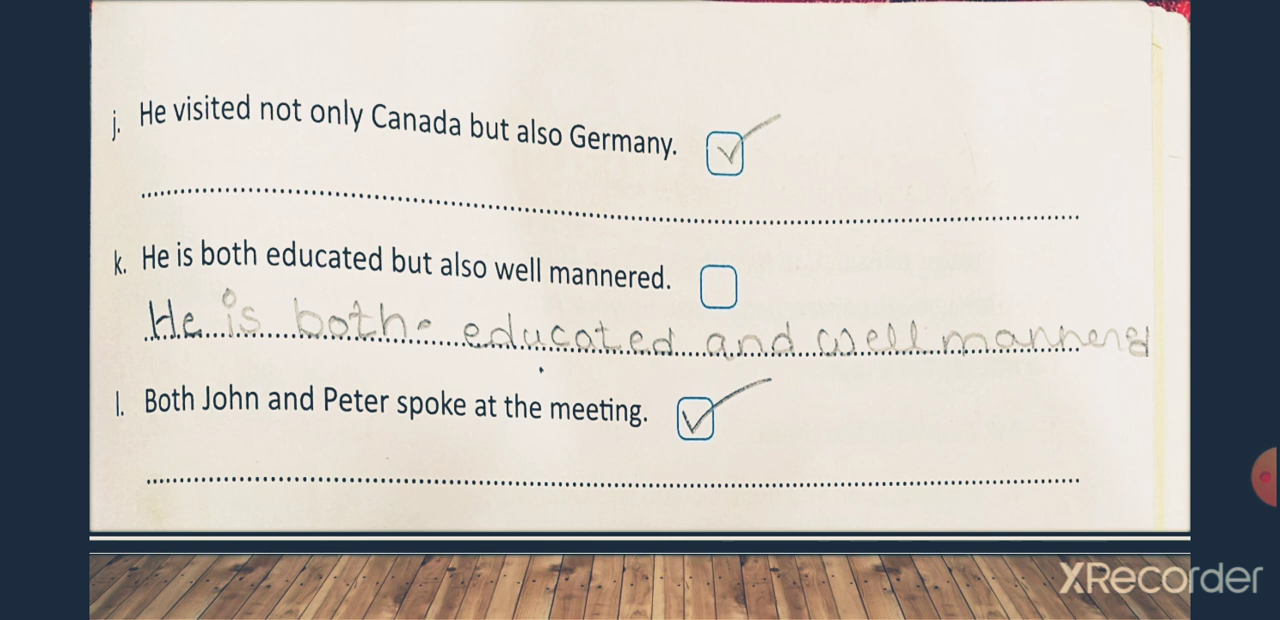 j. He visited not only Canada but also Germany.
k. He is both educated but also well mannered.
He is both educated and well mannered
l. Both John and Peter spoke at the meeting.
XRecorder